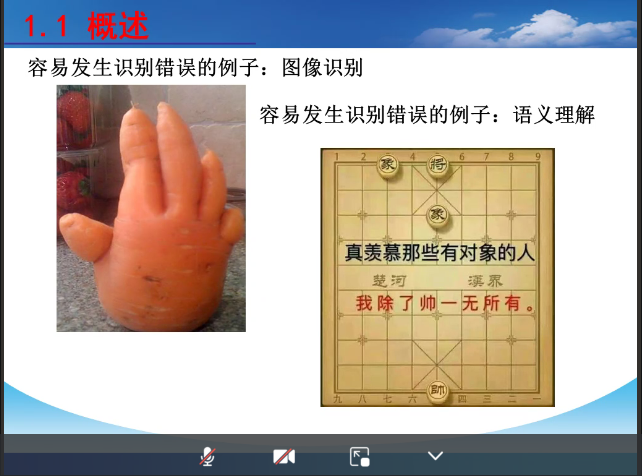 1.1 概述
容易发生识别错误的例子：图像识别
容易发生识别错误的例子：语义理解
1 2 3 4 5 6 7 8 9
象 将
象
真羡慕那些有对象的人
楚河 漢界
我除了帅一无所有。
帥
九 八 七 六 四 三 二 一